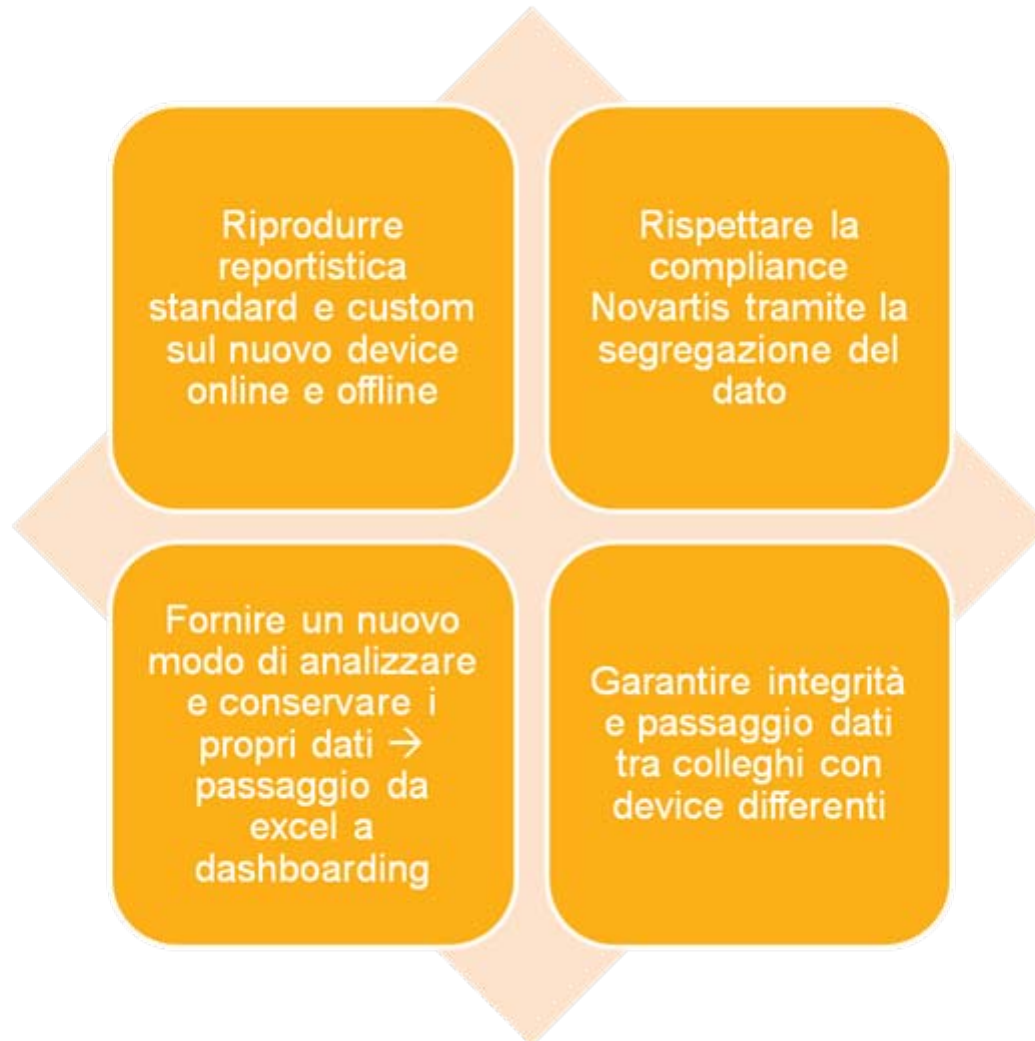 Riprodurre
reportistica
standard e custom
sul nuovo device
online e offline
Rispettare la
compliance
Novartis tramite la
segregazione del
dato
Fornire un nuovo
modo di analizzare
e conservare i
propri dati →
passaggio da
excel a
dashboarding
Garantire integrità
e passaggio dati
tra colleghi con
device differenti